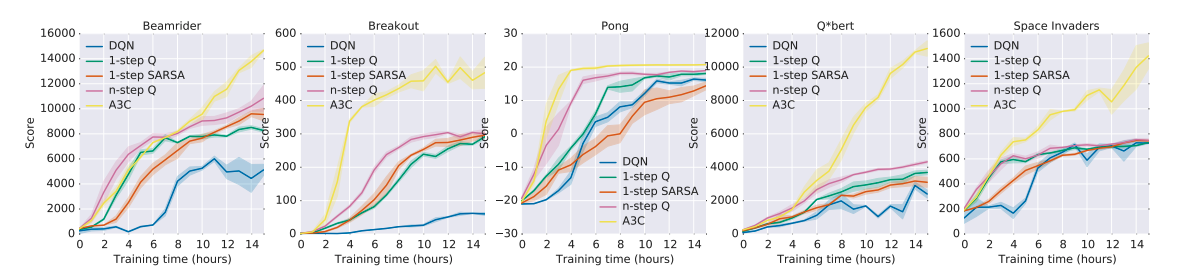 Beamrider
Score
16000
14000
12000
10000
8000
6000
4000
2000
0
DQN
1-step Q
1-step SARSA
n-step Q
A3C
0 2 4 6 8 10 12 14
Training time (hours)
Breakout
Score
600
500
400
300
200
100
0
DQN
1-step Q
1-step SARSA
n-step Q
A3C
0 2 4 6 8 10 12 14
Training time (hours)
Pong
Score
30
20
10
0
−10
−20
−30
DQN
1-step Q
1-step SARSA
n-step Q
A3C
0 2 4 6 8 10 12 14
Training time (hours)
Q*bert
Score
12000
10000
8000
6000
4000
2000
0
DQN
1-step Q
1-step SARSA
n-step Q
A3C
0 2 4 6 8 10 12 14
Training time (hours)
Space Invaders
Score
1600
1400
1200
1000
800
600
400
200
0
DQN
1-step Q
1-step SARSA
n-step Q
A3C
0 2 4 6 8 10 12 14
Training time (hours)